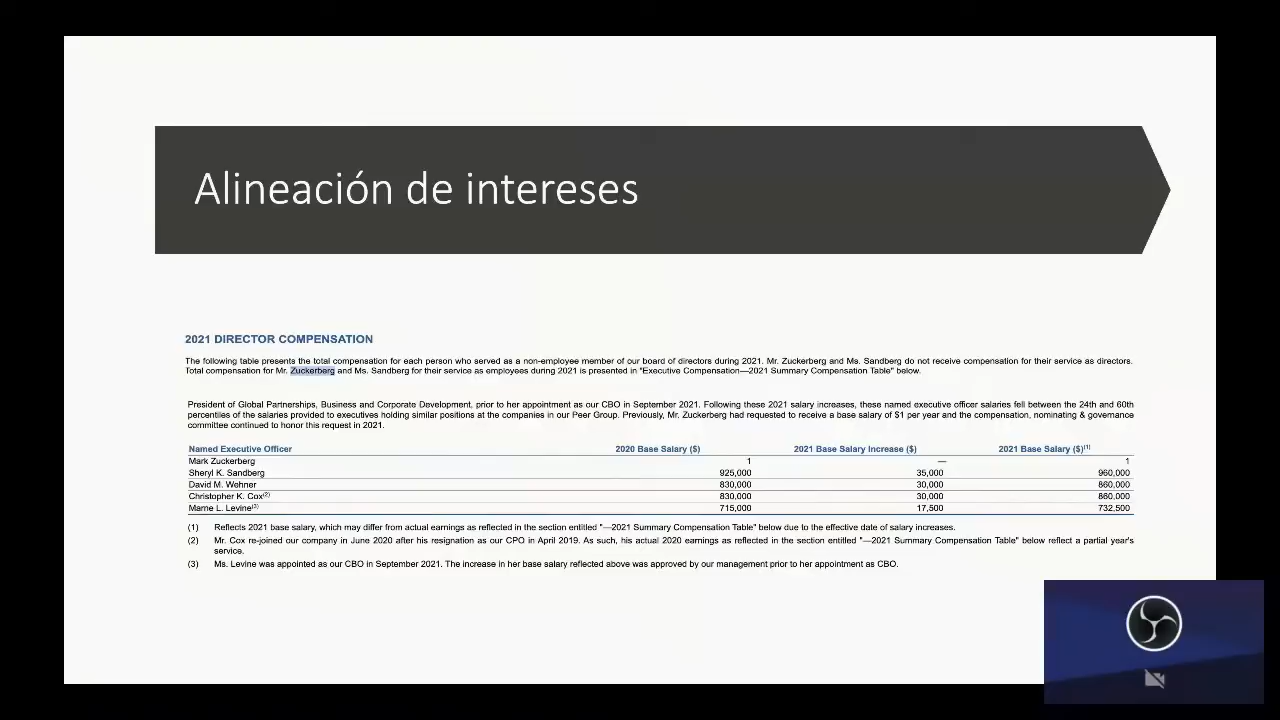 Alineación de intereses
2021 DIRECTOR COMPENSATION
The following table presents the total compensation for each person who served as a non-employee member of our board of directors during 2021. Mr. Zuckerberg and Ms. Sandberg do not receive compensation for their service as directors.
Total compensation for Mr. Zuckerberg and Ms. Sandberg for their service as employees during 2021 is presented in "Executive Compensation—2021 Summary Compensation Table" below.
President of Global Partnerships, Business and Corporate Development, prior to her appointment as our CBO in September 2021. Following these 2021 salary increases, these named executive officer salaries fell between the 24th and 60th
percentiles of the salaries provided to executives holding similar positions at the companies in our Peer Group. Previously, Mr. Zuckerberg had requested to receive a base salary of $1 per year and the compensation, nominating & governance
committee continued to honor this request in 2021.
Named Executive Officer 2020 Base Salary ($) 2021 Base Salary Increase ($) 2021 Base Salary ($)(1)
Mark Zuckerberg 1 — 1
Sheryl K. Sandberg 925,000 35,000 960,000
David M. Wehner 830,000 30,000 860,000
Christopher K. Cox(2) 830,000 30,000 860,000
Marne L. Levine(3) 715,000 17,500 732,500
(1) Reflects 2021 base salary, which may differ from actual earnings as reflected in the section entitled "—2021 Summary Compensation Table" below due to the effective date of salary increases.
(2) Mr. Cox re-joined our company in June 2020 after his resignation as our CPO in April 2019. As such, his actual 2020 earnings as reflected in the section entitled "—2021 Summary Compensation Table" below reflect a partial year's
service.
(3) Ms. Levine was appointed as our CBO in September 2021. The increase in her base salary reflected above was approved by our management prior to her appointment as CBO.